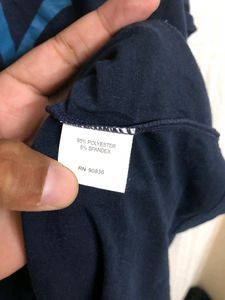 95% POLYESTER
5% SPANDEX
RN 90836